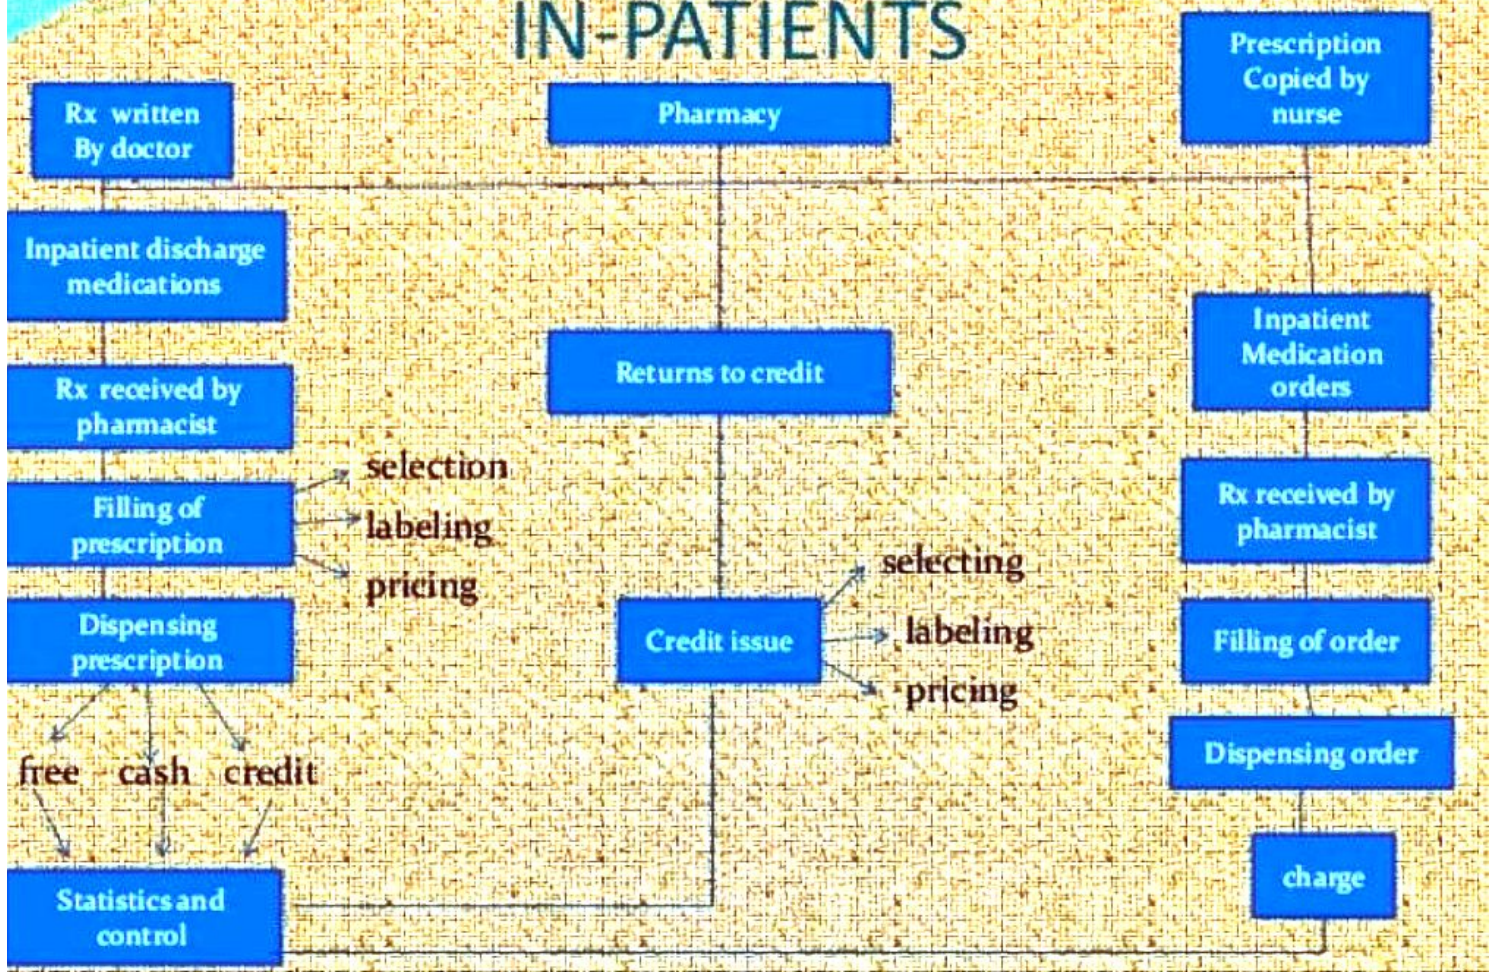 IN-PATIENTS
Rx written
By doctor
Pharmacy
Prescription
Copied by
nurse
Inpatient discharge
medications
Rx received by
pharmacist
Filling of
prescription
selection
labeling
pricing
Dispensing
prescription
free cash credit
Statistics and
control
Returns to credit
Credit issue
selecting
labeling
pricing
Inpatient
Medication
orders
Rx received by
pharmacist
Filling of order
Dispensing order
charge